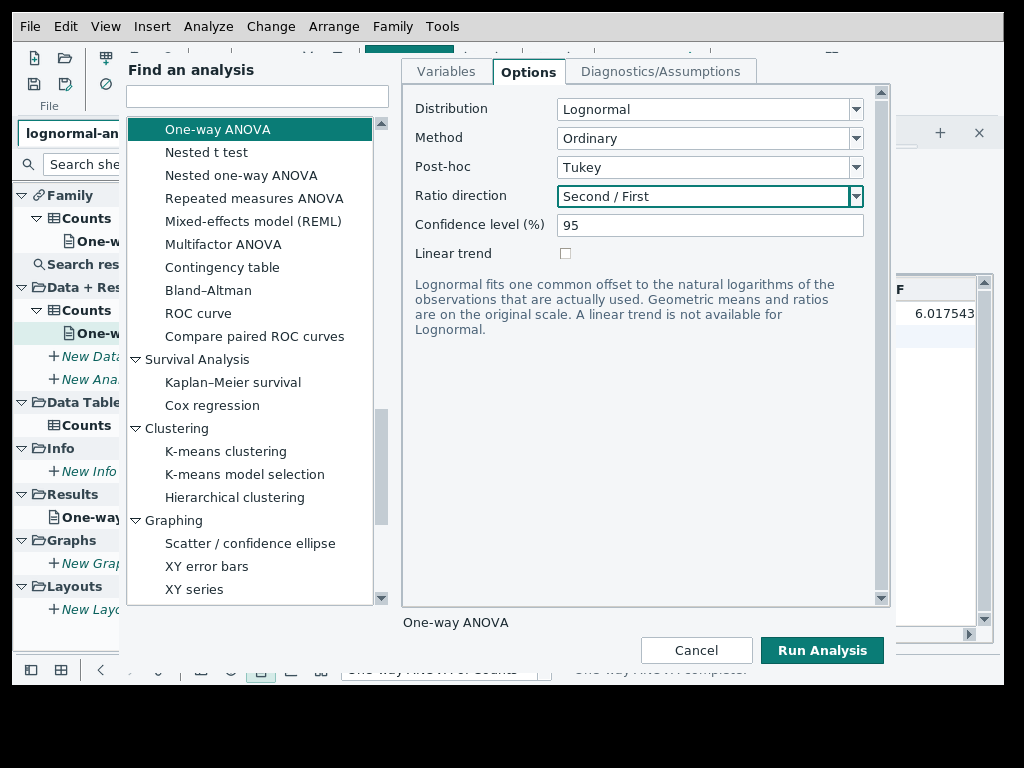 File Edit View Insert Analyze Change Arrange Family Tools
Find an analysis
Variables Options Diagnostics/Assumptions
File
lognormal-an
Search she
Family
Counts
One-w
Search res
Data + Res
Counts
One-w
New Data
New Ana
Data Table
Counts
Info
New Info
Results
One-way
Graphs
New Grap
Layouts
New Layo
One-way ANOVA
Nested t test
Nested one-way ANOVA
Repeated measures ANOVA
Mixed-effects model (REML)
Multifactor ANOVA
Contingency table
Bland–Altman
ROC curve
Compare paired ROC curves
Survival Analysis
Kaplan–Meier survival
Cox regression
Clustering
K-means clustering
K-means model selection
Hierarchical clustering
Graphing
Scatter / confidence ellipse
XY error bars
XY series
Distribution Lognormal
Method Ordinary
Post-hoc Tukey
Ratio direction Second / First
Confidence level (%) 95
Linear trend
Lognormal fits one common offset to the natural logarithms of the
observations that are actually used. Geometric means and ratios
are on the original scale. A linear trend is not available for
Lognormal.
F
6.017543
One-way ANOVA
Cancel Run Analysis